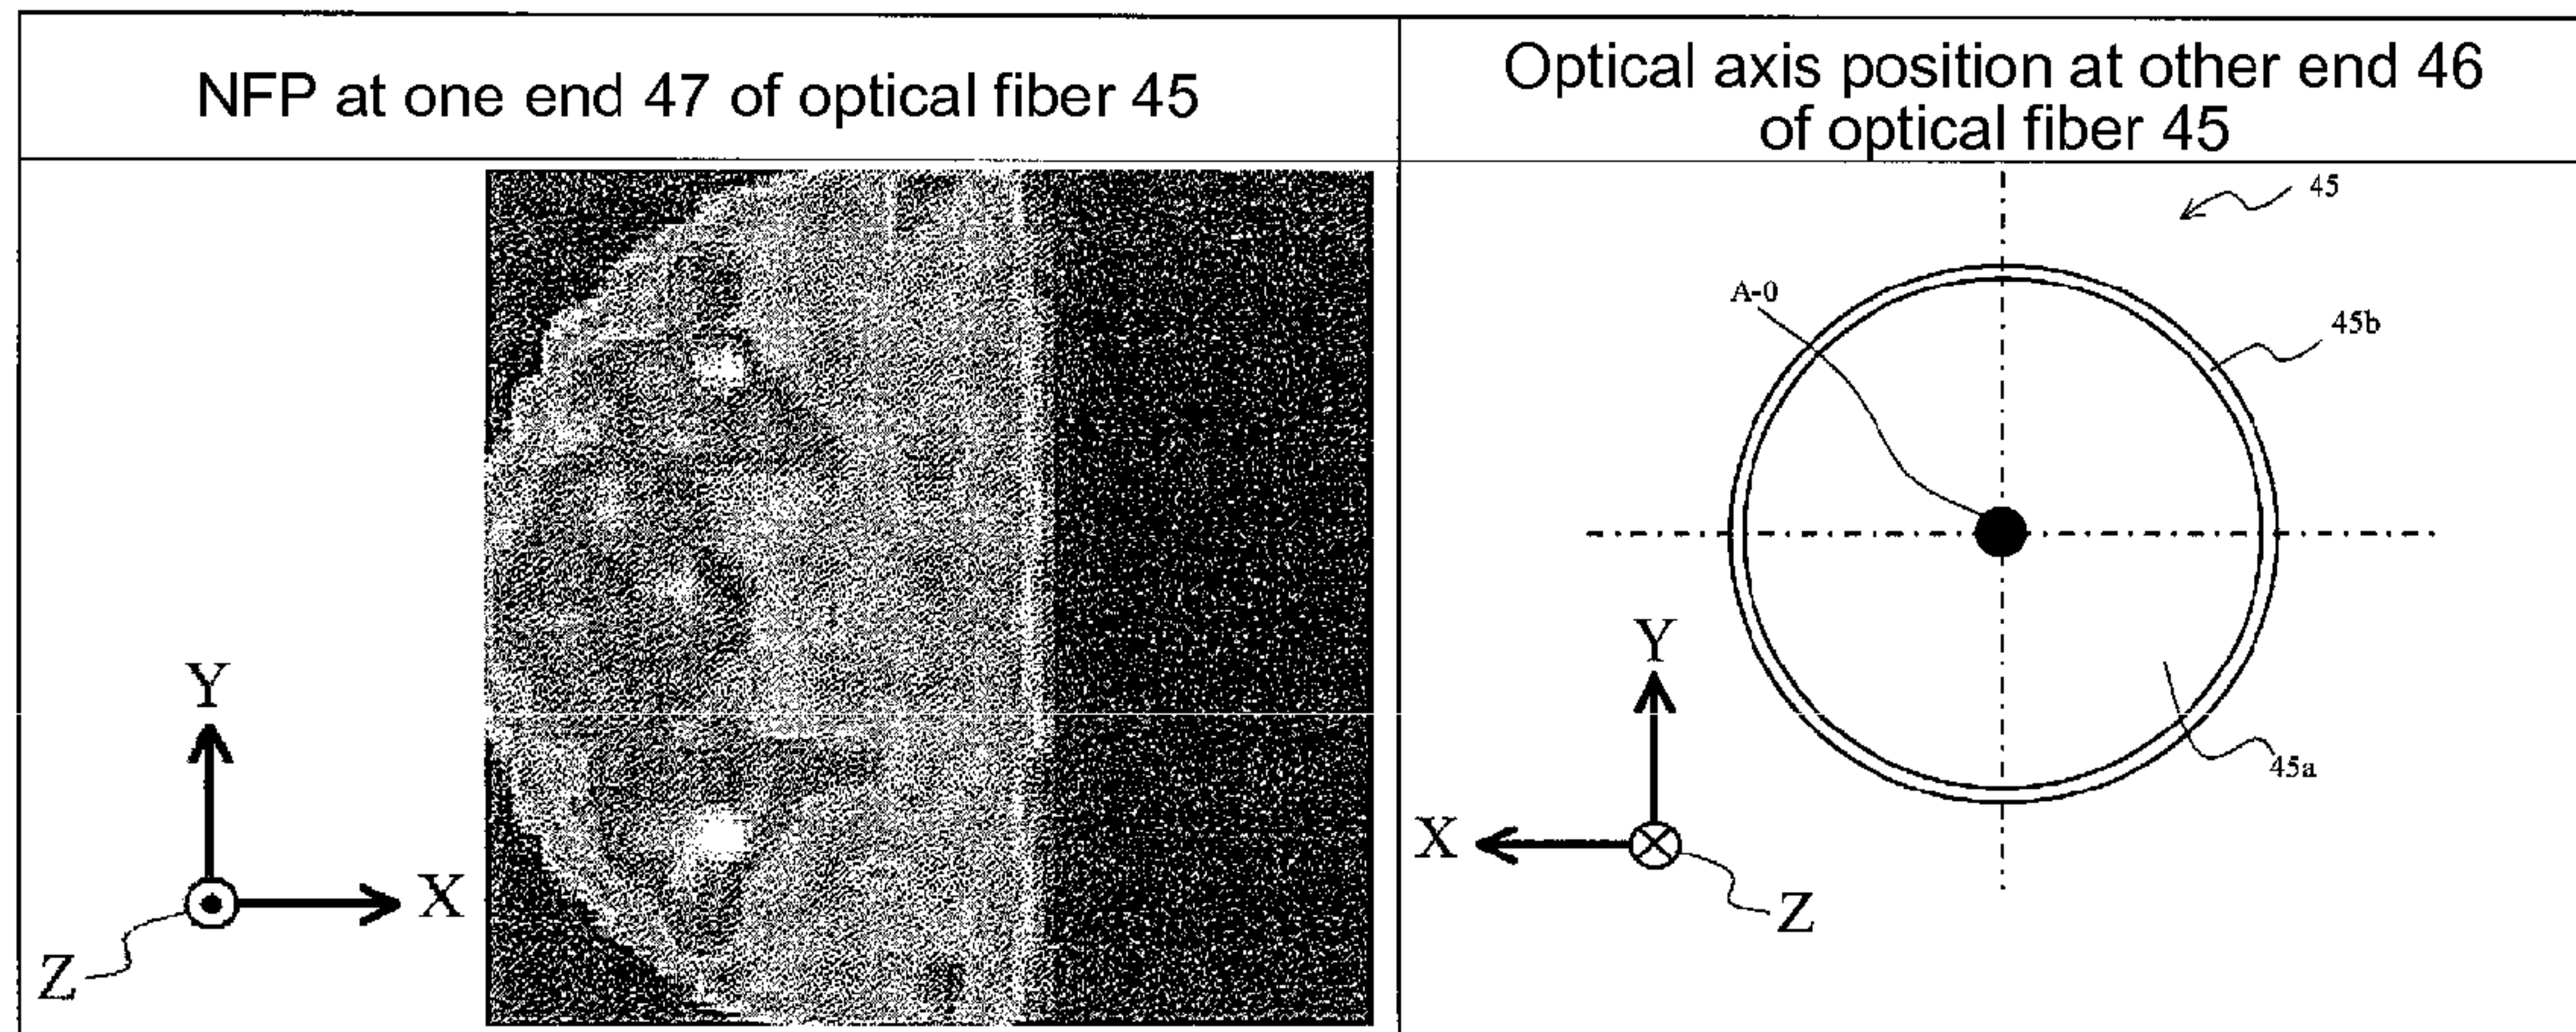 NFP at one end 47 of optical fiber 45
Optical axis position at other end 46
of optical fiber 45
Y
X
Z
45
A-0
45b
45a
Y
X
Z